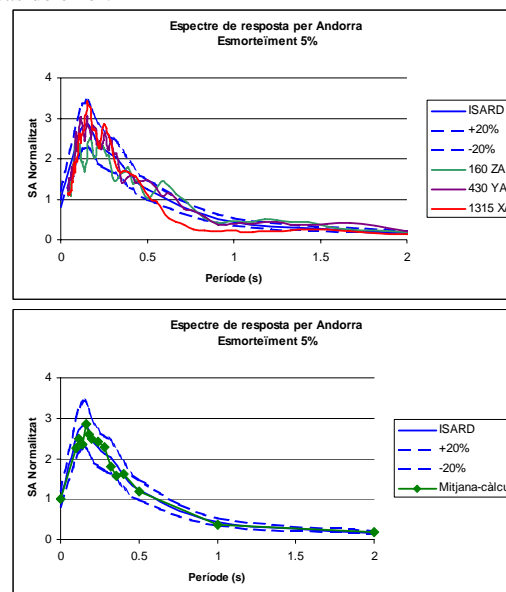 Espectre de resposta per Andorra
Esmorteïment 5%
SA Normalitzat
4
3
2
1
0
0
0.5
1
1.5
2
Període (s)
ISARD
+20%
-20%
160 ZA
430 YA
1315 XA
Espectre de resposta per Andorra
Esmorteïment 5%
SA Normalitzat
4
3
2
1
0
0
0.5
1
1.5
2
Període (s)
ISARD
+20%
-20%
Mitjana-càlcu